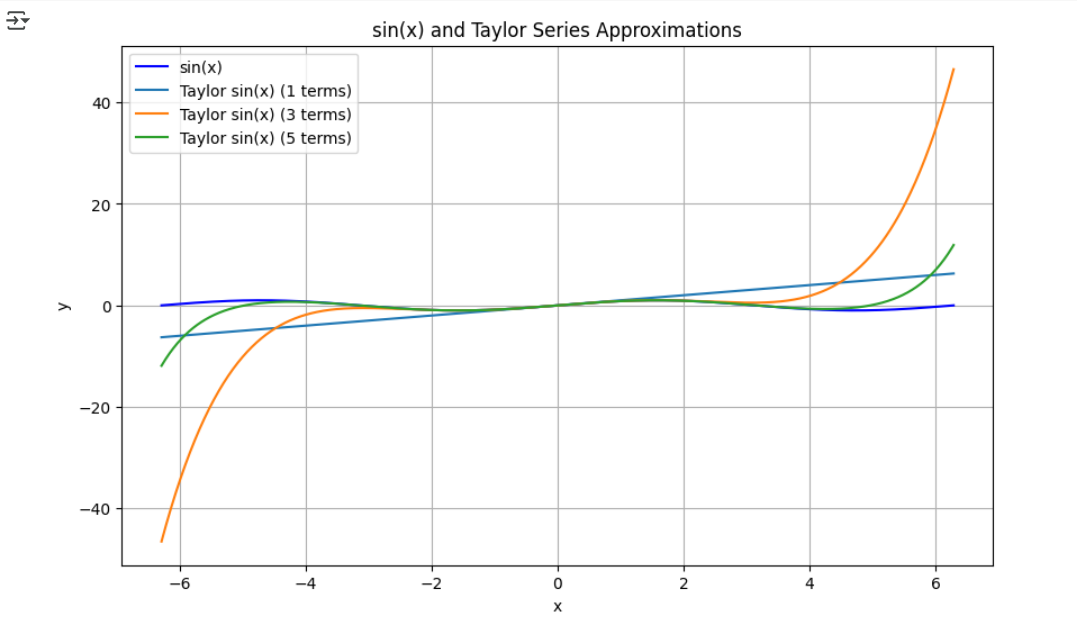 sin(x) and Taylor Series Approximations
sin(x)
Taylor sin(x) (1 terms)
Taylor sin(x) (3 terms)
Taylor sin(x) (5 terms)
40
20
0
−20
−40
y
−6
−4
−2
0
2
4
6
x